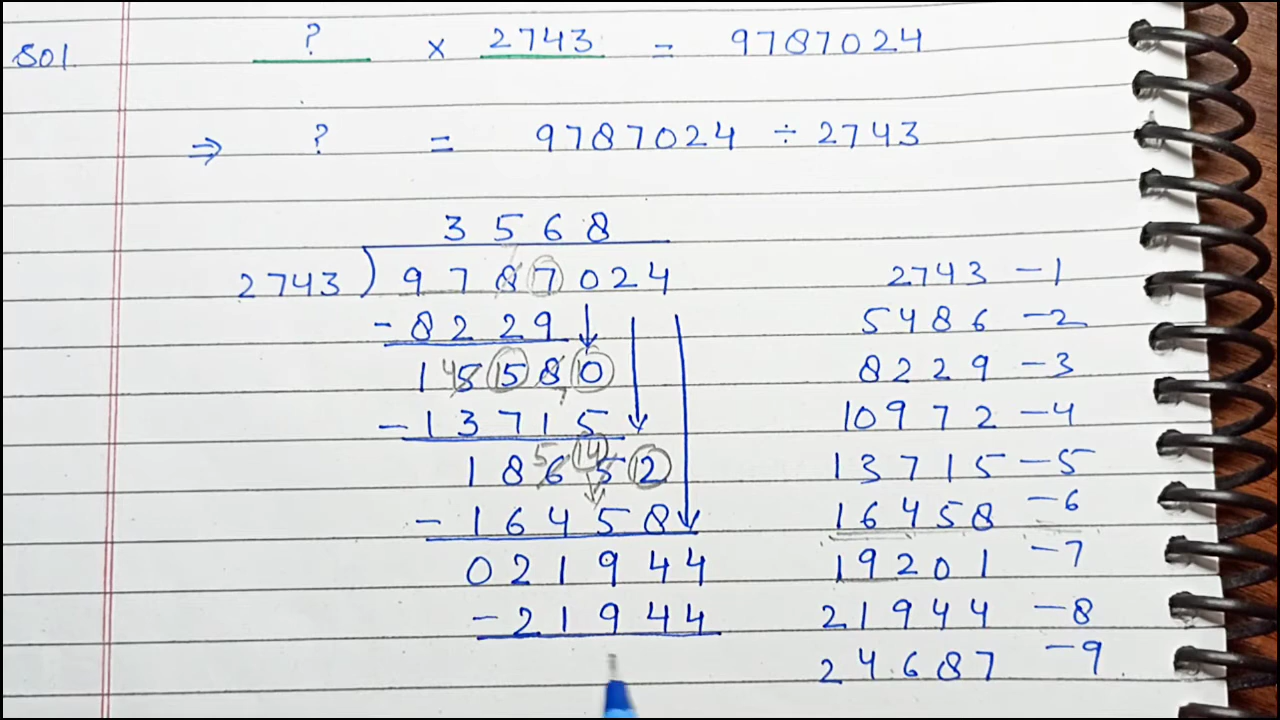 801 ? × 2743 = 9787024
⇒ ? = 9787024 ÷ 2743
3568
2743 ) 9787024
2743 – 1
- 8229
5486 – 2
15580
8229 – 3
- 13715
10972 – 4
18652
13715 – 5
- 16458
16458 – 6
021944
19201 – 7
- 21944
21944 – 8
24687 – 9